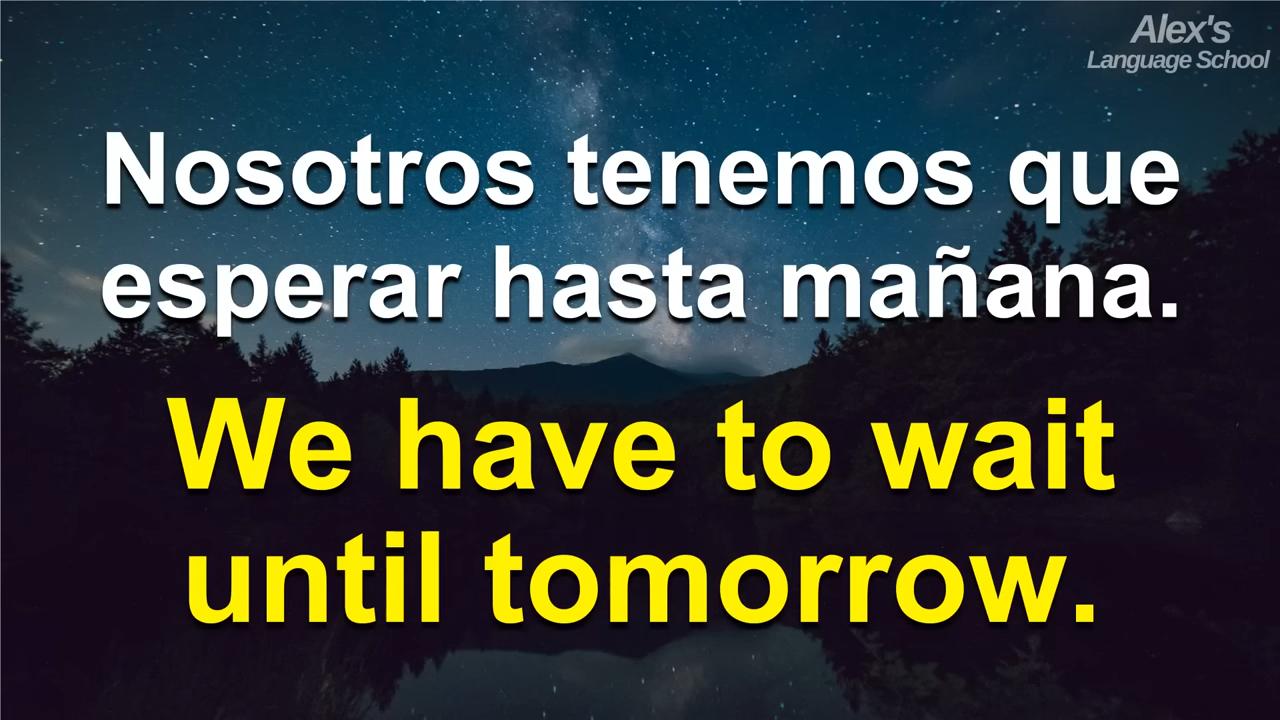 Alex's
Language School
Nosotros tenemos que
esperar hasta mañana.
We have to wait
until tomorrow.